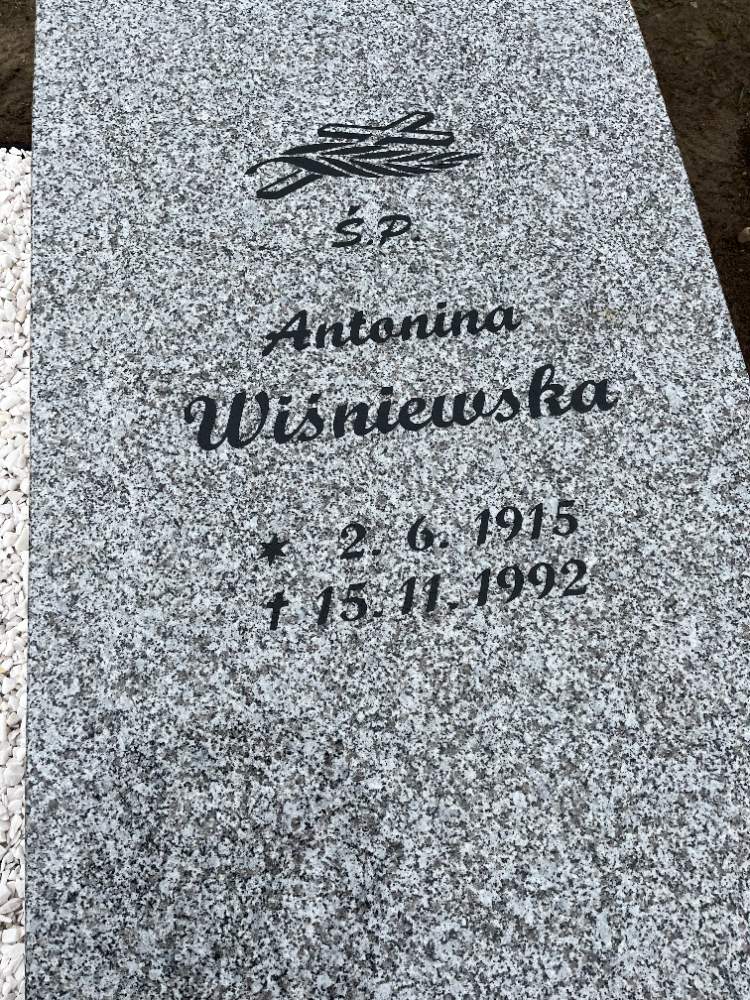 Ś.P.
Antonina
Wiśniewska
* 2. 6. 1915
† 15. 11. 1992